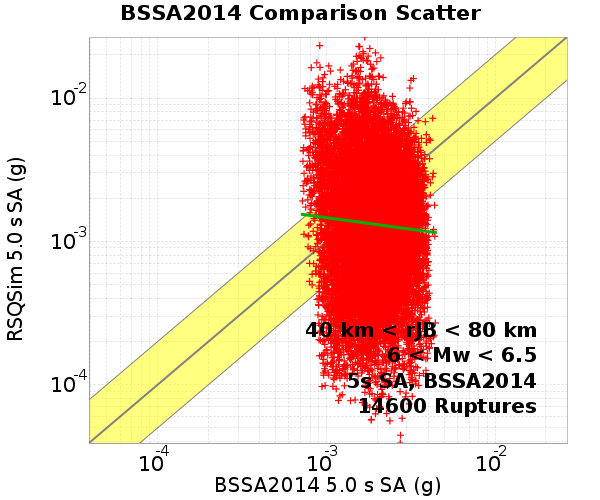 BSSA2014 Comparison Scatter
RSQSim 5.0 s SA (g)
10-2
10-3
10-4
40 km < rJB < 80 km
6 < Mw < 6.5
5s SA, BSSA2014
14600 Ruptures
10-4 10-3 10-2
BSSA2014 5.0 s SA (g)